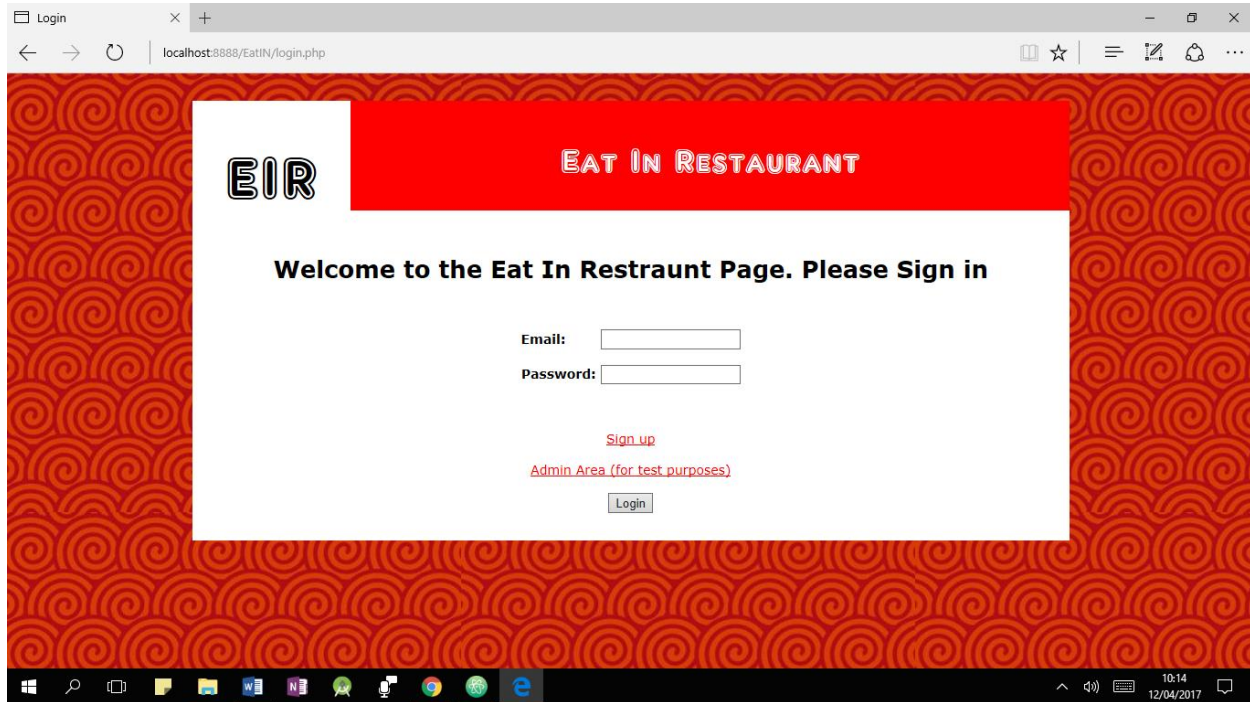 Login
localhost:8888/EatIN/login.php
EIR
Eat In Restaurant
Welcome to the Eat In Restraunt Page. Please Sign in
Email:
Password:
Sign up
Admin Area (for test purposes)
Login
10:14
12/04/2017